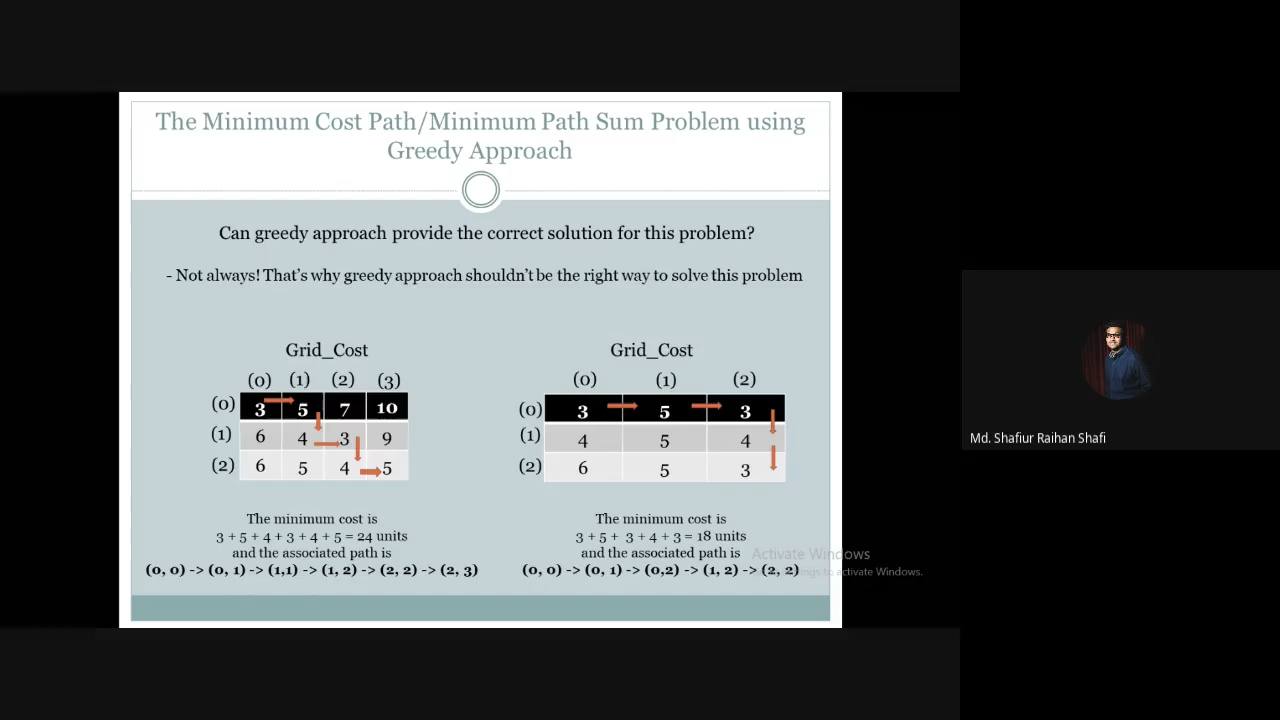 The Minimum Cost Path/Minimum Path Sum Problem using
Greedy Approach
Can greedy approach provide the correct solution for this problem?
- Not always! That's why greedy approach shouldn't be the right way to solve this problem
Grid_Cost
(0) (1) (2) (3)
(0) 3 5 7 10
(1) 6 4 3 9
(2) 6 5 4 5
The minimum cost is
3 + 5 + 4 + 3 + 4 + 5 = 24 units
and the associated path is
(0, 0) -> (0, 1) -> (1,1) -> (1, 2) -> (2, 2) -> (2, 3)
Grid_Cost
(0) (1) (2)
(0) 3 5 3
(1) 4 5 4
(2) 6 5 3
The minimum cost is
3 + 5 + 3 + 4 + 3 = 18 units
and the associated path is
(0, 0) -> (0, 1) -> (0,2) -> (1, 2) -> (2, 2)
Activate Windows
to activate Windows.
Md. Shafiur Raihan Shafi